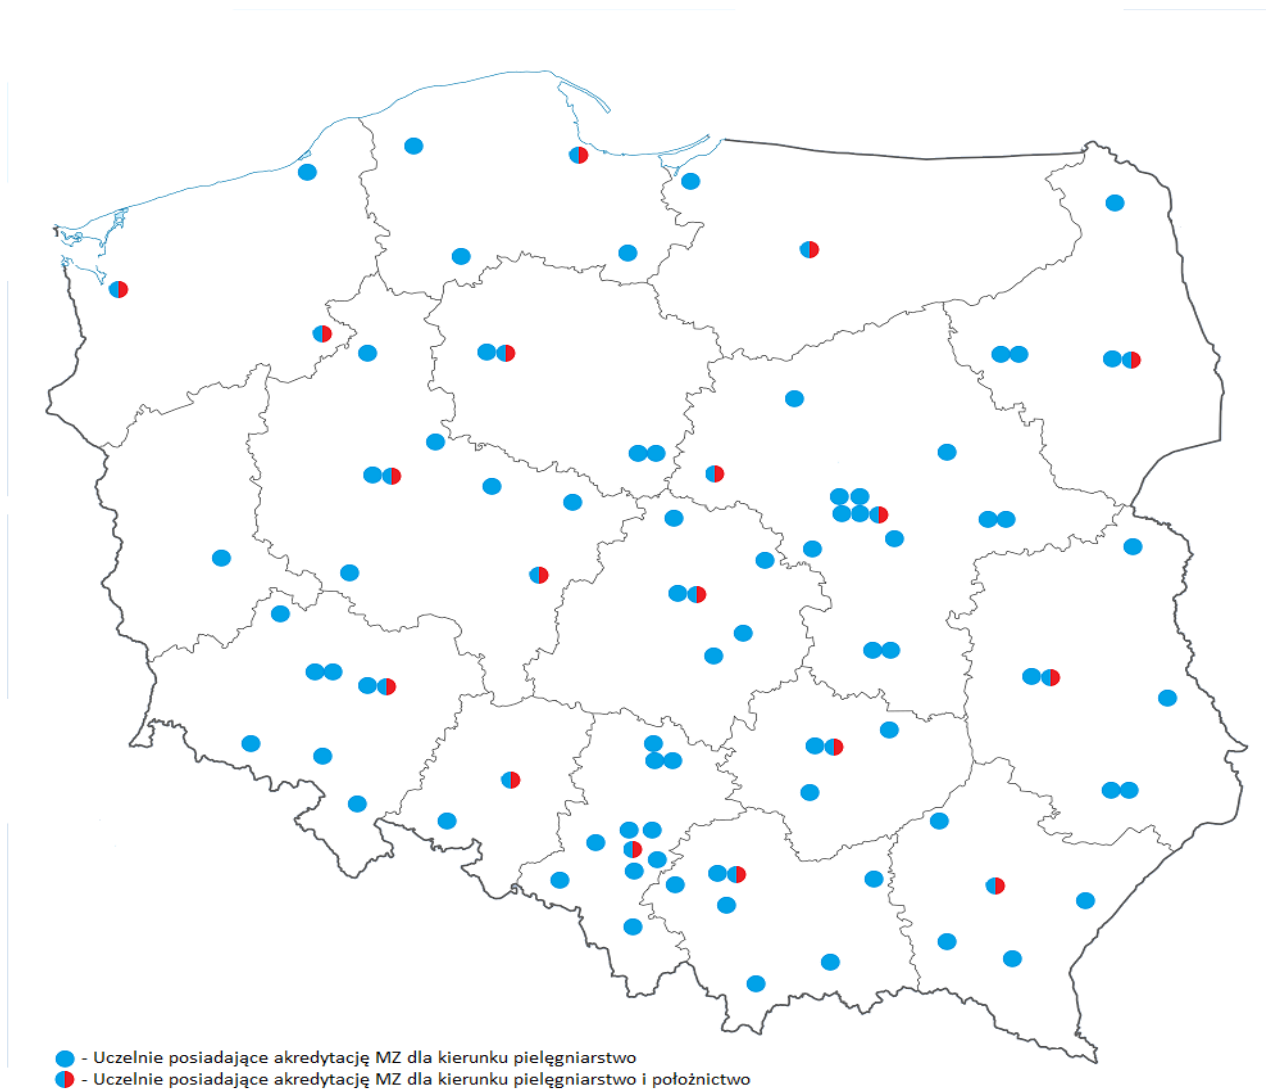 - Uczelnie posiadające akredytację MZ dla kierunku pielęgniarstwo
- Uczelnie posiadające akredytację MZ dla kierunku pielęgniarstwo i położnictwo